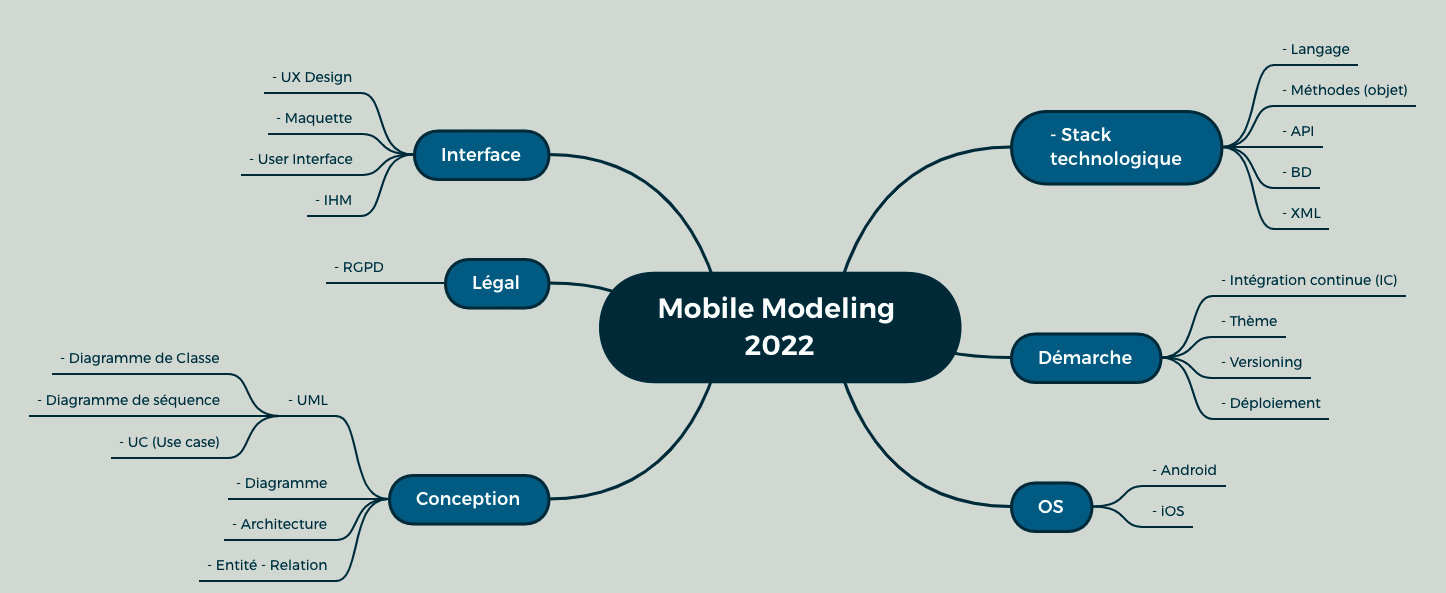 Mobile Modeling
2022
- Stack
technologique
- Langage
- Méthodes (objet)
- API
- BD
- XML
Démarche
- Intégration continue (IC)
- Thème
- Versioning
- Déploiement
OS
- Android
- iOS
Interface
- UX Design
- Maquette
- User Interface
- IHM
Légal
- RGPD
Conception
- UML
- Diagramme de Classe
- Diagramme de séquence
- UC (Use case)
- Diagramme
- Architecture
- Entité - Relation